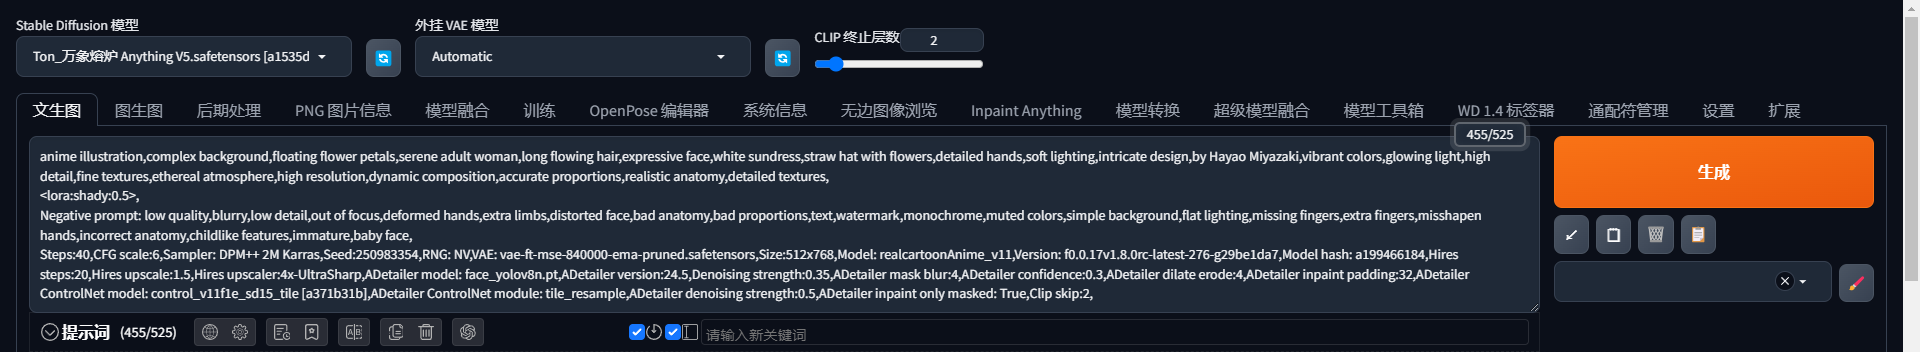 Stable Diffusion 模型
外挂 VAE 模型
CLIP 终止层数
2
Ton_万象熔炉 Anything V5.safetensors [a1535d
Automatic
文生图
图生图
后期处理
PNG 图片信息
模型融合
训练
OpenPose 编辑器
系统信息
无边图像浏览
Inpaint Anything
模型转换
超级模型融合
模型工具箱
WD 1.4 标签器
通配符管理
设置
扩展
455/525
anime illustration,complex background,floating flower petals,serene adult woman,long flowing hair,expressive face,white sundress,straw hat with flowers,detailed hands,soft lighting,intricate design,by Hayao Miyazaki,vibrant colors,glowing light,high
detail,fine textures,ethereal atmosphere,high resolution,dynamic composition,accurate proportions,realistic anatomy,detailed textures,
<lora:shady:0.5>,
Negative prompt: low quality,blurry,low detail,out of focus,deformed hands,extra limbs,distorted face,bad anatomy,bad proportions,text,watermark,monochrome,muted colors,simple background,flat lighting,missing fingers,extra fingers,misshapen
hands,incorrect anatomy,childlike features,immature,baby face,
Steps:40,CFG scale:6,Sampler: DPM++ 2M Karras,Seed:250983354,RNG: NV,VAE: vae-ft-mse-840000-ema-pruned.safetensors,Size:512x768,Model: realcartoonAnime_v11,Version: f0.0.17v1.8.0rc-latest-276-g29be1da7,Model hash: a199466184,Hires
steps:20,Hires upscale:1.5,Hires upscaler:4x-UltraSharp,ADetailer model: face_yolov8n.pt,ADetailer version:24.5,Denoising strength:0.35,ADetailer mask blur:4,ADetailer confidence:0.3,ADetailer dilate erode:4,ADetailer inpaint padding:32,ADetailer
ControlNet model: control_v11f1e_sd15_tile [a371b31b],ADetailer ControlNet module: tile_resample,ADetailer denoising strength:0.5,ADetailer inpaint only masked: True,Clip skip:2,
生成
提示词 (455/525)
请输入新关键词